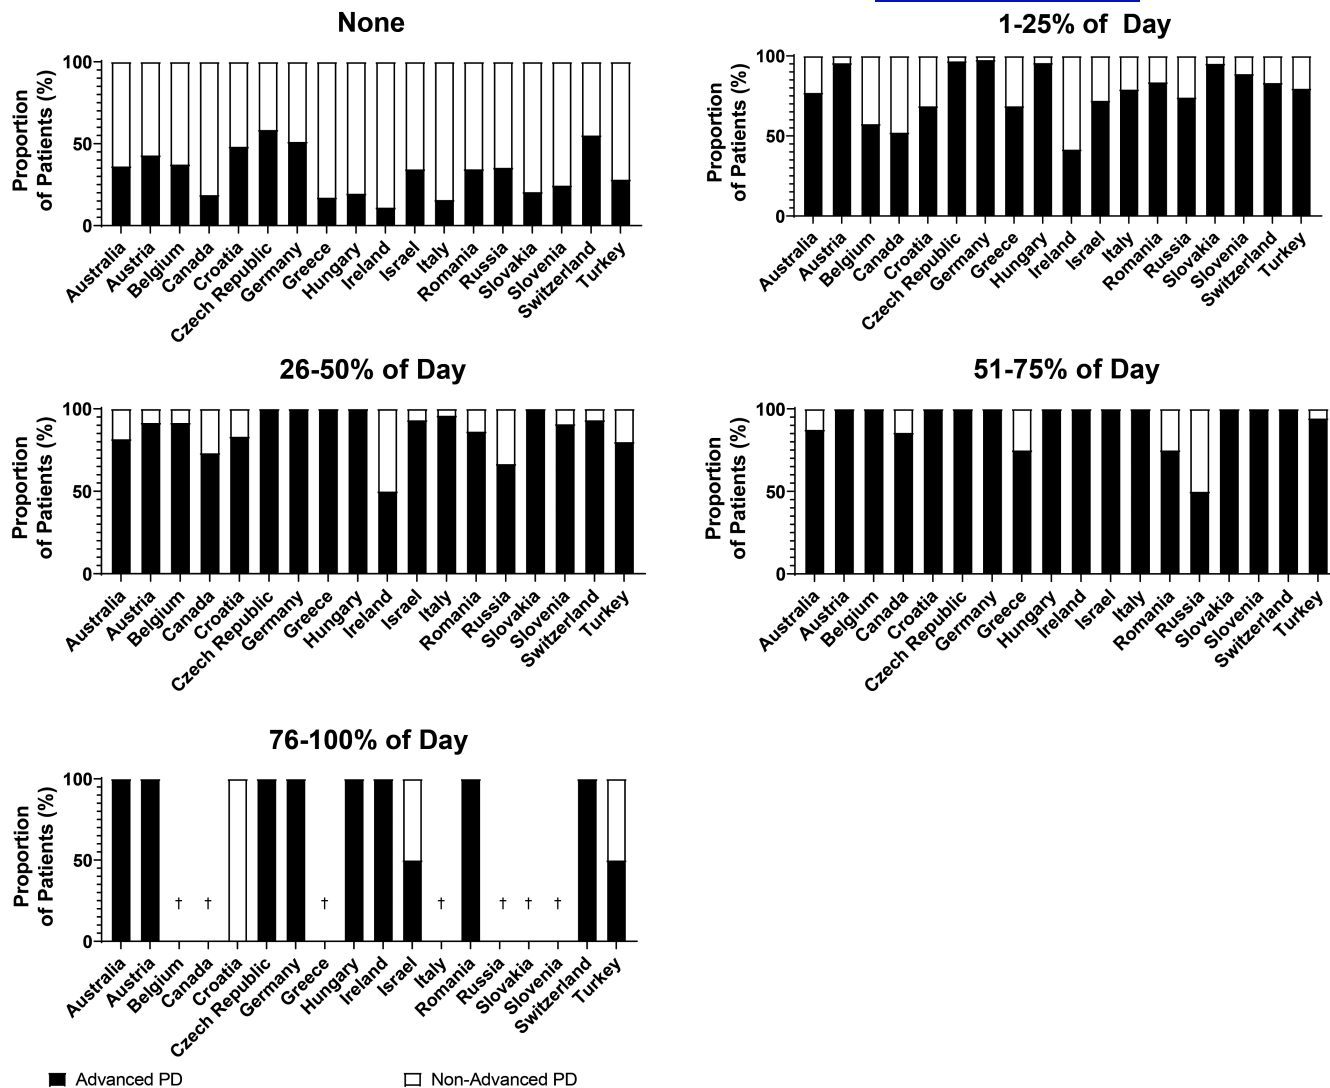 None
100
50
0
Proportion
of Patients (%)
Australia
Austria
Belgium
Canada
Croatia
Czech Republic
Germany
Greece
Hungary
Ireland
Israel
Italy
Romania
Russia
Slovakia
Slovenia
Switzerland
Turkey
1-25% of Day
100
50
0
Proportion
of Patients (%)
Australia
Austria
Belgium
Canada
Croatia
Czech Republic
Germany
Greece
Hungary
Ireland
Israel
Italy
Romania
Russia
Slovakia
Slovenia
Switzerland
Turkey
26-50% of Day
100
50
0
Proportion
of Patients (%)
Australia
Austria
Belgium
Canada
Croatia
Czech Republic
Germany
Greece
Hungary
Ireland
Israel
Italy
Romania
Russia
Slovakia
Slovenia
Switzerland
Turkey
51-75% of Day
100
50
0
Proportion
of Patients (%)
Australia
Austria
Belgium
Canada
Croatia
Czech Republic
Germany
Greece
Hungary
Ireland
Israel
Italy
Romania
Russia
Slovakia
Slovenia
Switzerland
Turkey
76-100% of Day
100
50
0
Proportion
of Patients (%)
† † † † † † †
Australia
Austria
Belgium
Canada
Croatia
Czech Republic
Germany
Greece
Hungary
Ireland
Israel
Italy
Romania
Russia
Slovakia
Slovenia
Switzerland
Turkey
Advanced PD
Non-Advanced PD